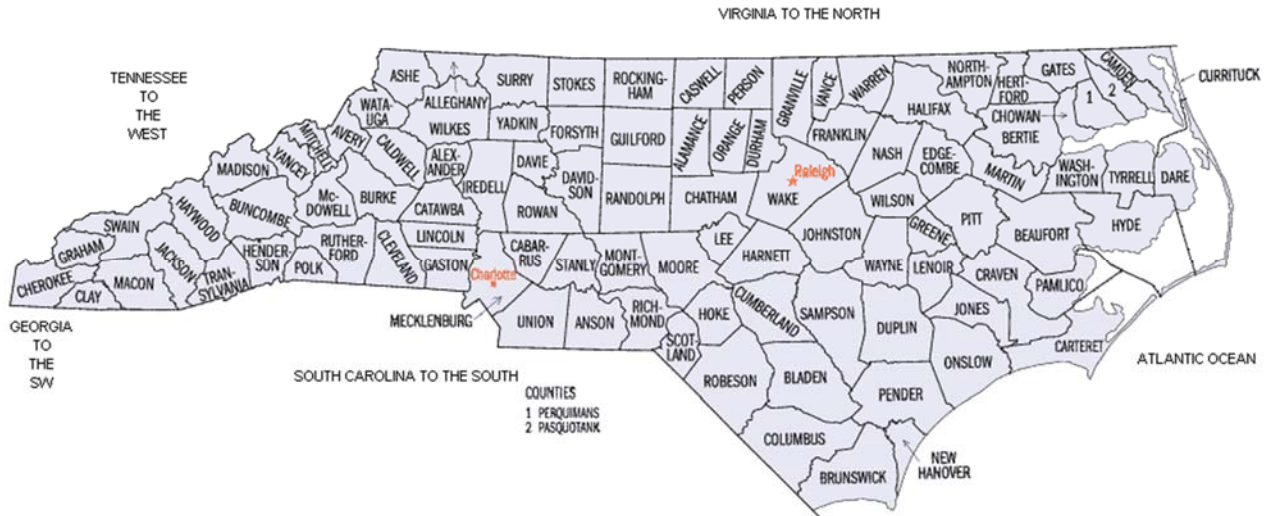 VIRGINIA TO THE NORTH
TENNESSEE
TO
THE
WEST
ASHE
ALLEGHANY
SURRY
STOKES
ROCKING-
HAM
CASWELL
PERSON
GRANVILLE
VANCE
WARREN
NORTH-
AMPTON
HERT-
FORD
GATES
CAMDEN
CURRITUCK
1
2
WATA-
UGA
WILKES
YADKIN
FORSYTH
GUILFORD
ALAMANCE
ORANGE
DURHAM
FRANKLIN
HALIFAX
CHOWAN
BERTIE
MITCHELL
AVERY
CALDWELL
ALEX-
ANDER
IREDELL
DAVIE
DAVID-
SON
RANDOLPH
CHATHAM
Raleigh
WAKE
NASH
EDGE-
COMBE
MARTIN
WASH-
INGTON
TYRRELL
DARE
MADISON
YANCEY
Mc-
DOWELL
BURKE
CATAWBA
ROWAN
WILSON
PITT
BEAUFORT
HYDE
SWAIN
HAYWOOD
BUNCOMBE
RUTHER-
FORD
CLEVELAND
LINCOLN
GASTON
CABAR-
RUS
STANLY
MONT-
GOMERY
MOORE
LEE
HARNETT
JOHNSTON
GREENE
WAYNE
LENOIR
CRAVEN
PAMLICO
GRAHAM
CHEROKEE
CLAY
MACON
JACKSON
TRAN-
SYLVANIA
HENDER-
SON
POLK
Charlotte
MECKLENBURG
UNION
ANSON
RICH-
MOND
SCOT-
LAND
HOKE
CUMBERLAND
SAMPSON
DUPLIN
JONES
ONSLOW
CARTERET
GEORGIA
TO
THE
SW
SOUTH CAROLINA TO THE SOUTH
ATLANTIC OCEAN
ROBESON
BLADEN
PENDER
COLUMBUS
BRUNSWICK
NEW
HANOVER
COUNTIES
1 PERQUIMANS
2 PASQUOTANK